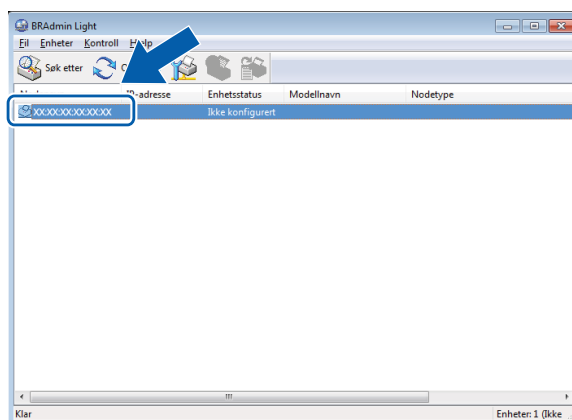 BRAdmin Light
Fil Enheter Kontroll
Søk etter
IP-adresse Enhetsstatus Modellnavn Nodetype
XX:XX:XX:XX:XX:XX Ikke konfigurert
Klar Enheter: 1 (Ikke